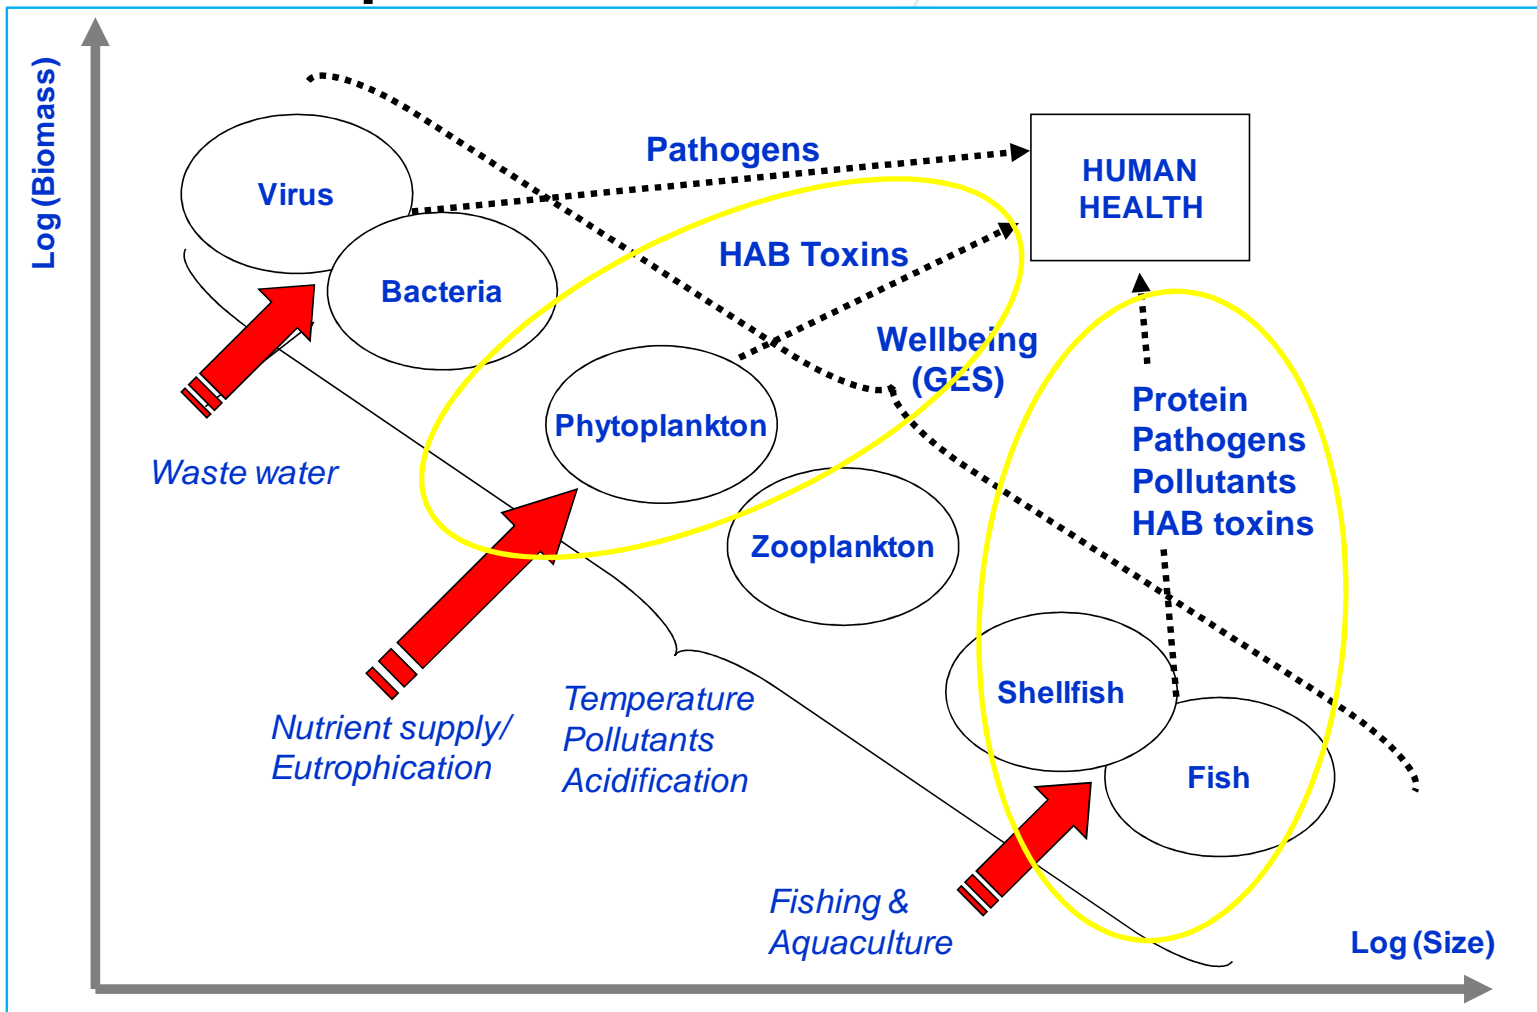 Log (Biomass)
Virus
Bacteria
Pathogens
HUMAN
HEALTH
HAB Toxins
Wellbeing
(GES)
Phytoplankton
Zooplankton
Protein
Pathogens
Pollutants
HAB toxins
Shellfish
Fish
Waste water
Nutrient supply/
Eutrophication
Temperature
Pollutants
Acidification
Fishing &
Aquaculture
Log (Size)